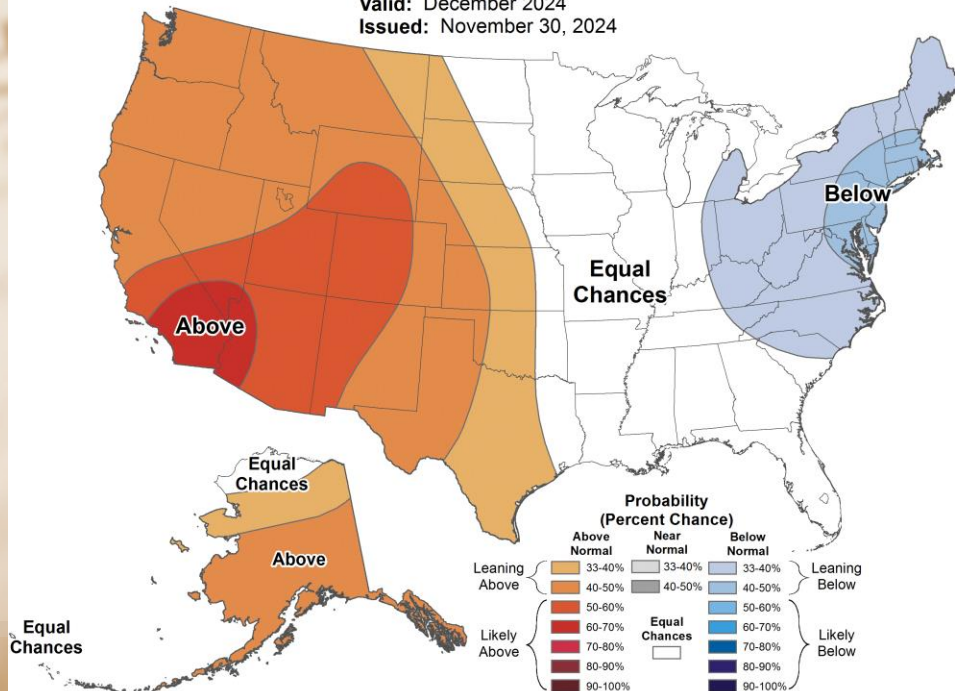 Valid: December 2024
Issued: November 30, 2024
Below
Equal
Chances
Above
Equal
Chances
Above
Equal
Chances
Probability
(Percent Chance)
Above
Normal
Near
Normal
Below
Normal
Leaning
Above
33-40%
33-40%
33-40%
Leaning
Below
40-50%
40-50%
40-50%
Likely
Above
50-60%
50-60%
60-70%
Equal
Chances
60-70%
70-80%
70-80%
80-90%
80-90%
90-100%
90-100%
Likely
Below